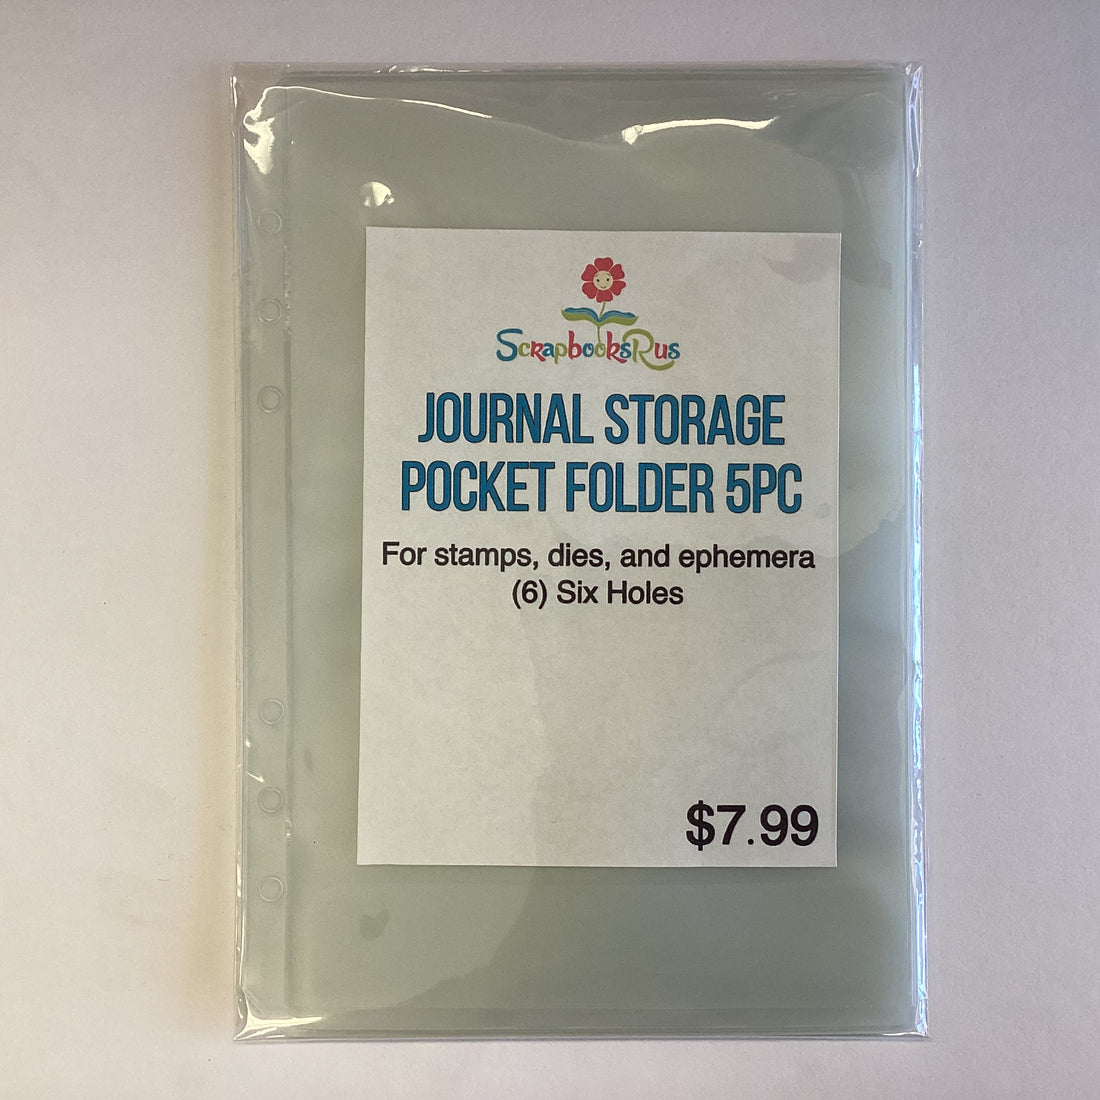 ScrapbooksRus
JOURNAL STORAGE
POCKET FOLDER 5PC
For stamps, dies, and ephemera
(6) Six Holes
$7.99